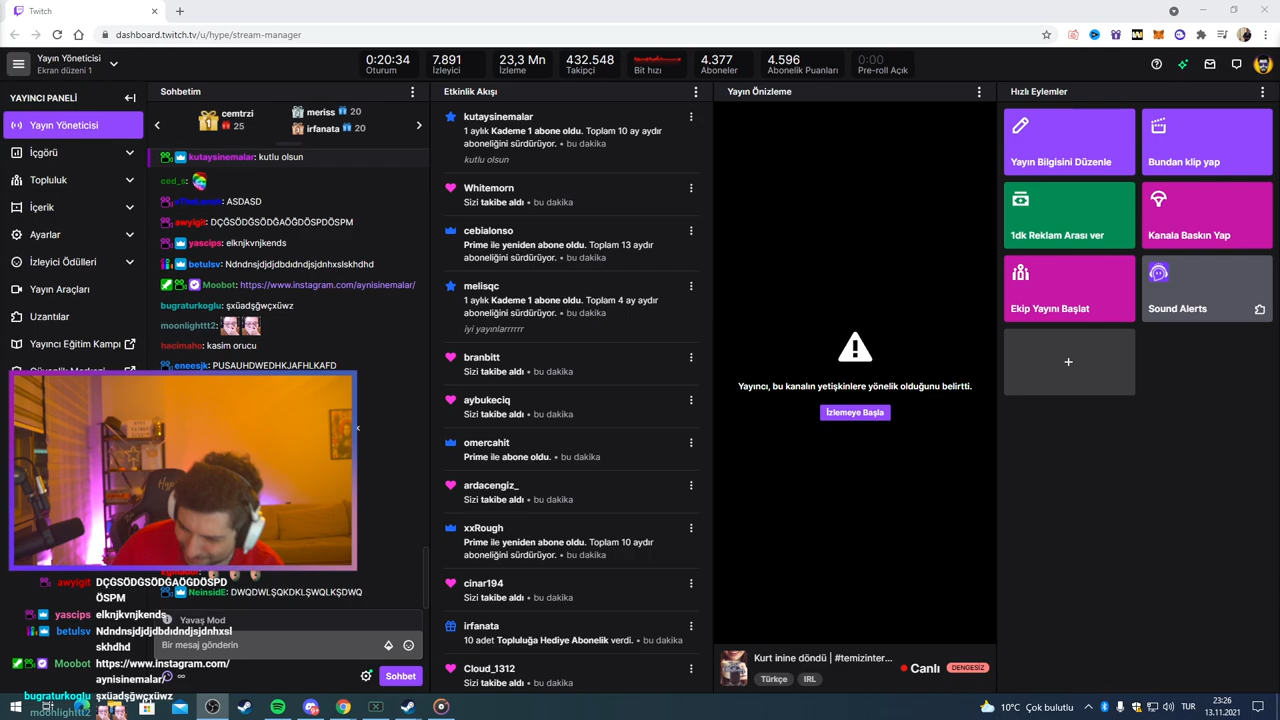 Twitch
dashboard.twitch.tv/u/hype/stream-manager
Yayın Yöneticisi
Ekran düzeni 1
0:20:34
Oturum
7.891
İzleyici
23,3 Mn
İzleme
432.548
Takipçi
Bit hızı
4.377
Aboneler
4.596
Abonelik Puanları
0:00
Pre-roll Açık
YAYINCI PANELİ
Yayın Yöneticisi
İçgörü
Topluluk
İçerik
Ayarlar
İzleyici Ödülleri
Yayın Araçları
Uzantılar
Yayıncı Eğitim Kampı
Sohbetim
cemtrzi
1
25
meriss 20
irfanata 20
kutaysinemalar: kutlu olsun
ced_s:
ASDASD
awyigit: DÇĞSÖDĞSÖDĞAÖĞDÖSPDÖSPM
yascips: elknjkvnjkends
betulsv: Ndndnsjdjdjdbdıdndjsjdnhxslskhdhd
Moobot: https://www.instagram.com/aynisinemalar/
bugraturkoglu: şxüadsğwçxüwz
moonlighttt2:
hacimaho: kasim orucu
eneesjk: PUSAUHDWEDHKJAFHLKAFD
NeinsidE: DWQDWLŞQKDKLŞWQLKŞDWQ
Yavaş Mod
Bir mesaj gönderin
Sohbet
awyigit DÇĞSÖDĞSÖDĞAÖĞDÖSPD
ÖSPM
yascips elknjkvnjkends
betulsv Ndndnsjdjdjdbdıdndjsjdnhxsl
skhdhd
Moobot https://www.instagram.com/
aynisinemalar/
bugraturkoglu şxüadsğwçxüwz
moonlighttt2
Etkinlik Akışı
kutaysinemalar
1 aylık Kademe 1 abone oldu. Toplam 10 ay aydır
aboneliğini sürdürüyor. • bu dakika
kutlu olsun
Whitemorn
Sizi takibe aldı • bu dakika
cebialonso
Prime ile yeniden abone oldu. Toplam 13 aydır
aboneliğini sürdürüyor. • bu dakika
melisqc
1 aylık Kademe 1 abone oldu. Toplam 4 ay aydır
aboneliğini sürdürüyor. • bu dakika
iyi yayınlarrrrrr
branbitt
Sizi takibe aldı • bu dakika
aybukeciq
Sizi takibe aldı • bu dakika
omercahit
Prime ile abone oldu. • bu dakika
ardacengiz_
Sizi takibe aldı • bu dakika
xxRough
Prime ile yeniden abone oldu. Toplam 10 aydır
aboneliğini sürdürüyor. • bu dakika
cinar194
Sizi takibe aldı • bu dakika
irfanata
10 adet Topluluğa Hediye Abonelik verdi. • bu dakika
Cloud_1312
Sizi takibe aldı • bu dakika
Yayın Önizleme
Yayıncı, bu kanalın yetişkinlere yönelik olduğunu belirtti.
İzlemeye Başla
Kurt inine döndü | #temizinter...
Türkçe
IRL
Canlı
DENGESİZ
Hızlı Eylemler
Yayın Bilgisini Düzenle
Bundan klip yap
1dk Reklam Arası ver
Kanala Baskın Yap
Ekip Yayını Başlat
Sound Alerts
10°C Çok bulutlu
TUR
23:26
13.11.2021